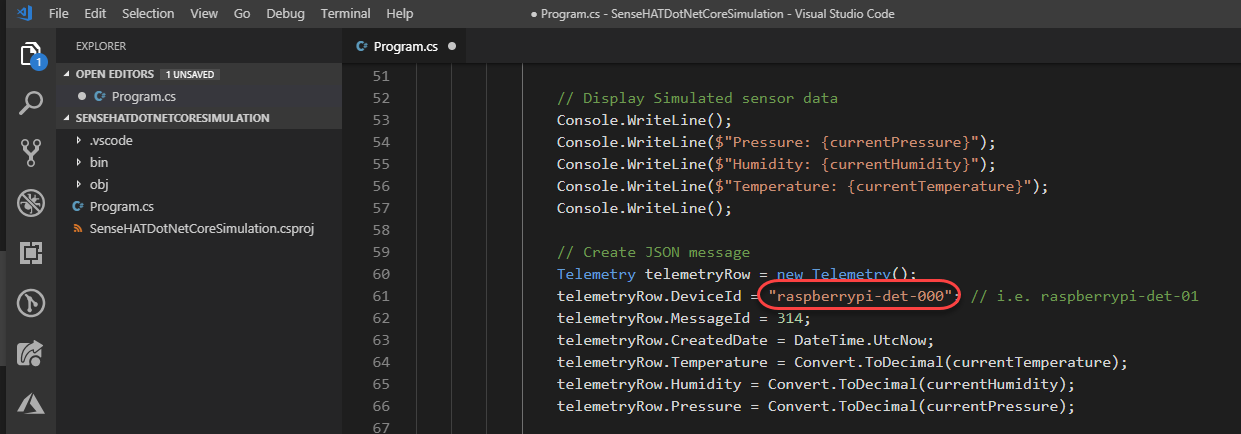 File Edit Selection View Go Debug Terminal Help ● Program.cs - SenseHATDotNetCoreSimulation - Visual Studio Code
EXPLORER
OPEN EDITORS 1 UNSAVED
Program.cs
SENSEHATDOTNETCORESIMULATION
.vscode
bin
obj
Program.cs
SenseHATDotNetCoreSimulation.csproj
1
Program.cs ●
51
52 // Display Simulated sensor data
53 Console.WriteLine();
54 Console.WriteLine($"Pressure: {currentPressure}");
55 Console.WriteLine($"Humidity: {currentHumidity}");
56 Console.WriteLine($"Temperature: {currentTemperature}");
57 Console.WriteLine();
58
59 // Create JSON message
60 Telemetry telemetryRow = new Telemetry();
61 telemetryRow.DeviceId = "raspberrypi-det-000"; // i.e. raspberrypi-det-01
62 telemetryRow.MessageId = 314;
63 telemetryRow.CreatedDate = DateTime.UtcNow;
64 telemetryRow.Temperature = Convert.ToDecimal(currentTemperature);
65 telemetryRow.Humidity = Convert.ToDecimal(currentHumidity);
66 telemetryRow.Pressure = Convert.ToDecimal(currentPressure);
67